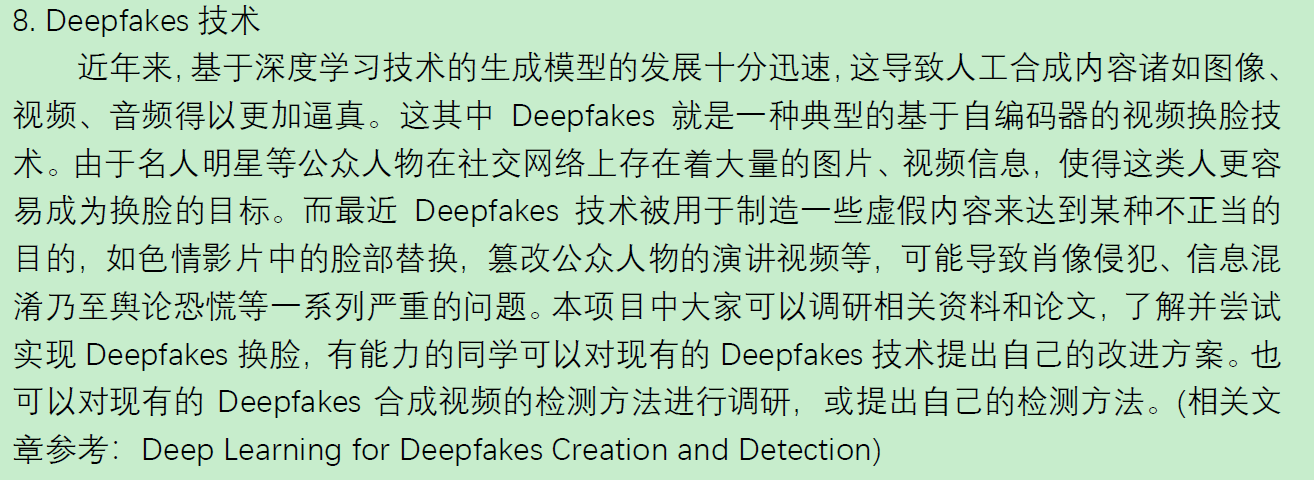 8. Deepfakes 技术
近年来, 基于深度学习技术的生成模型的发展十分迅速, 这导致人工合成内容诸如图像、
视频、音频得以更加逼真。这其中 Deepfakes 就是一种典型的基于自编码器的视频换脸技
术。由于名人明星等公众人物在社交网络上存在着大量的图片、视频信息，使得这类人更容
易成为换脸的目标。而最近 Deepfakes 技术被用于制造一些虚假内容来达到某种不正当的
目的，如色情影片中的脸部替换，篡改公众人物的演讲视频等，可能导致肖像侵犯、信息混
淆乃至舆论恐慌等一系列严重的问题。本项目中大家可以调研相关资料和论文，了解并尝试
实现 Deepfakes 换脸，有能力的同学可以对现有的 Deepfakes 技术提出自己的改进方案。也
可以对现有的 Deepfakes 合成视频的检测方法进行调研，或提出自己的检测方法。(相关文
章参考：Deep Learning for Deepfakes Creation and Detection)